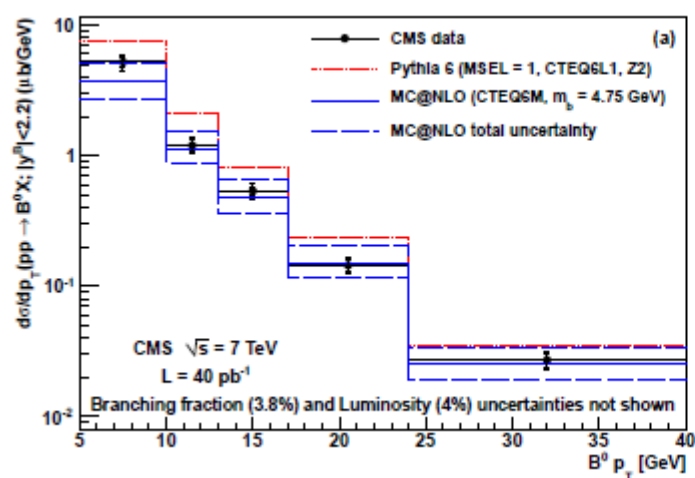 10
1
10⁻¹
10⁻²
dσ/dp_T(pp → B⁰X; |yᴮ|<2.2) (μb/GeV)
CMS data
(a)
Pythia 6 (MSEL = 1, CTEQ6L1, Z2)
MC@NLO (CTEQ6M, m_b = 4.75 GeV)
MC@NLO total uncertainty
CMS √s = 7 TeV
L = 40 pb⁻¹
Branching fraction (3.8%) and Luminosity (4%) uncertainties not shown
5 10 15 20 25 30 35 40
B⁰ p_T [GeV]